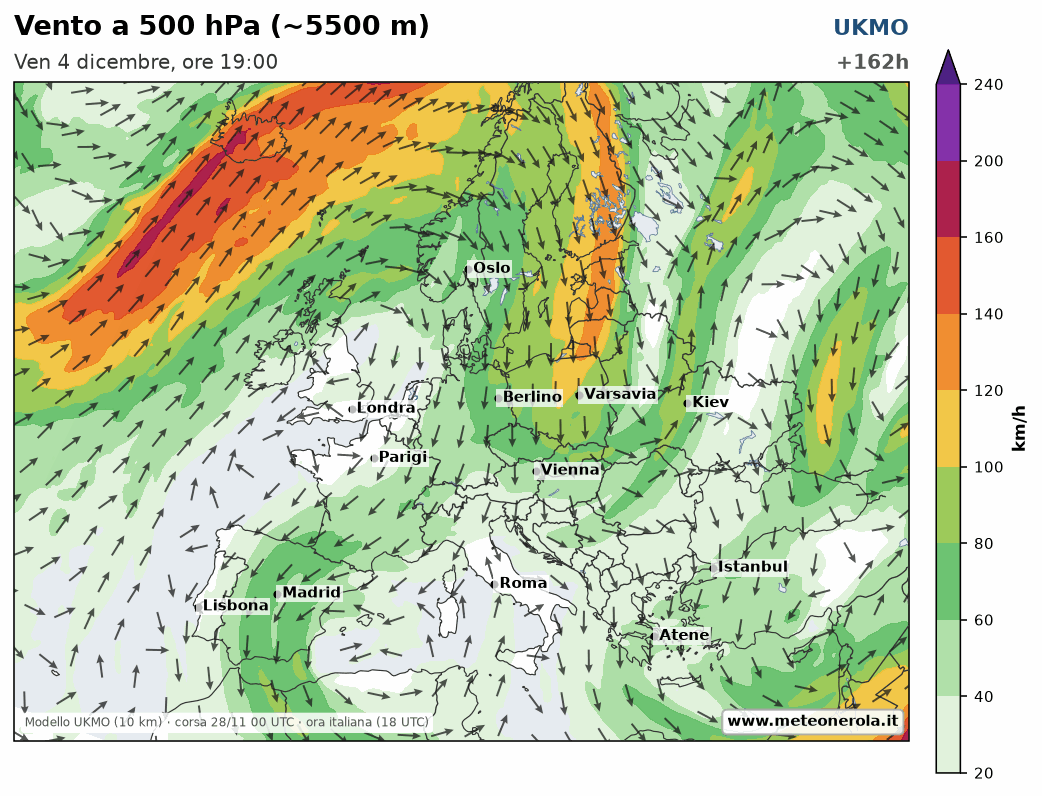 Vento a 500 hPa (~5500 m)
UKMO
Ven 4 dicembre, ore 19:00
+162h
240
200
160
140
120
100
80
60
40
20
km/h
Oslo
Berlino
Varsavia
Kiev
Londra
Parigi
Vienna
Istanbul
Roma
Madrid
Lisbona
Atene
Modello UKMO (10 km) · corsa 28/11 00 UTC · ora italiana (18 UTC)
www.meteonerola.it